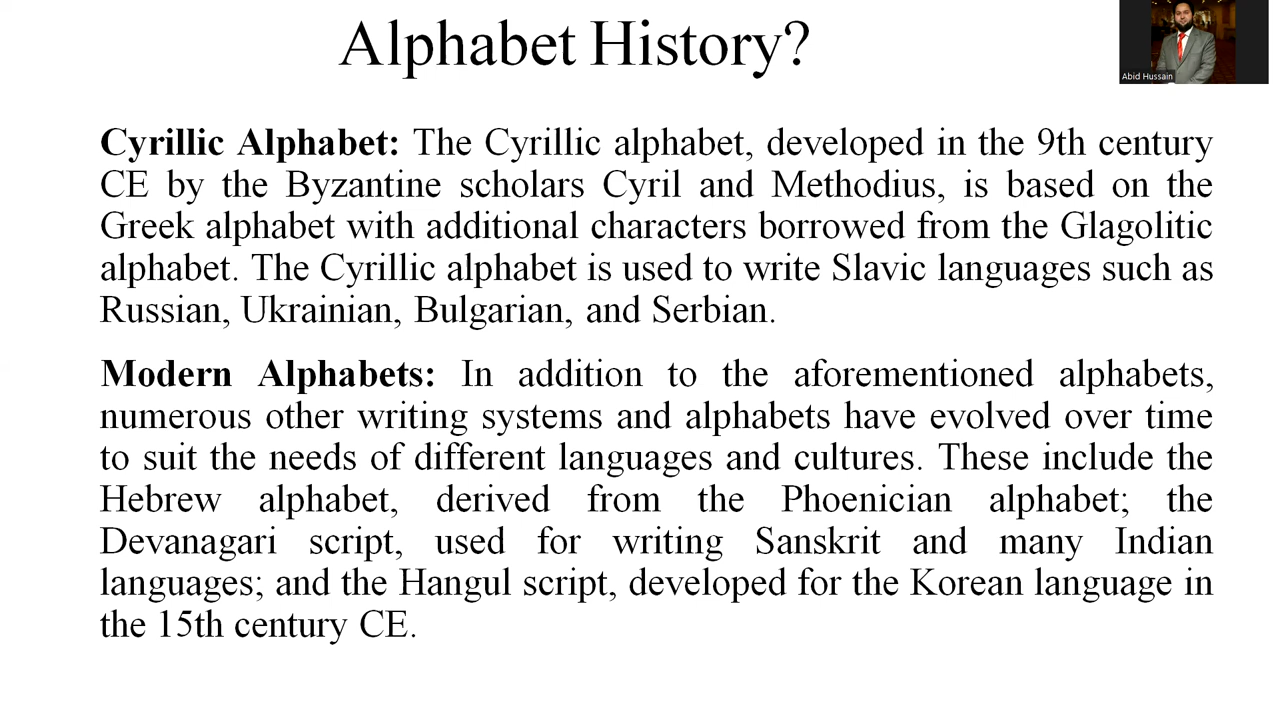 Alphabet History?
Abid Hussain
Cyrillic Alphabet: The Cyrillic alphabet, developed in the 9th century
CE by the Byzantine scholars Cyril and Methodius, is based on the
Greek alphabet with additional characters borrowed from the Glagolitic
alphabet. The Cyrillic alphabet is used to write Slavic languages such as
Russian, Ukrainian, Bulgarian, and Serbian.
Modern Alphabets: In addition to the aforementioned alphabets,
numerous other writing systems and alphabets have evolved over time
to suit the needs of different languages and cultures. These include the
Hebrew alphabet, derived from the Phoenician alphabet; the
Devanagari script, used for writing Sanskrit and many Indian
languages; and the Hangul script, developed for the Korean language in
the 15th century CE.